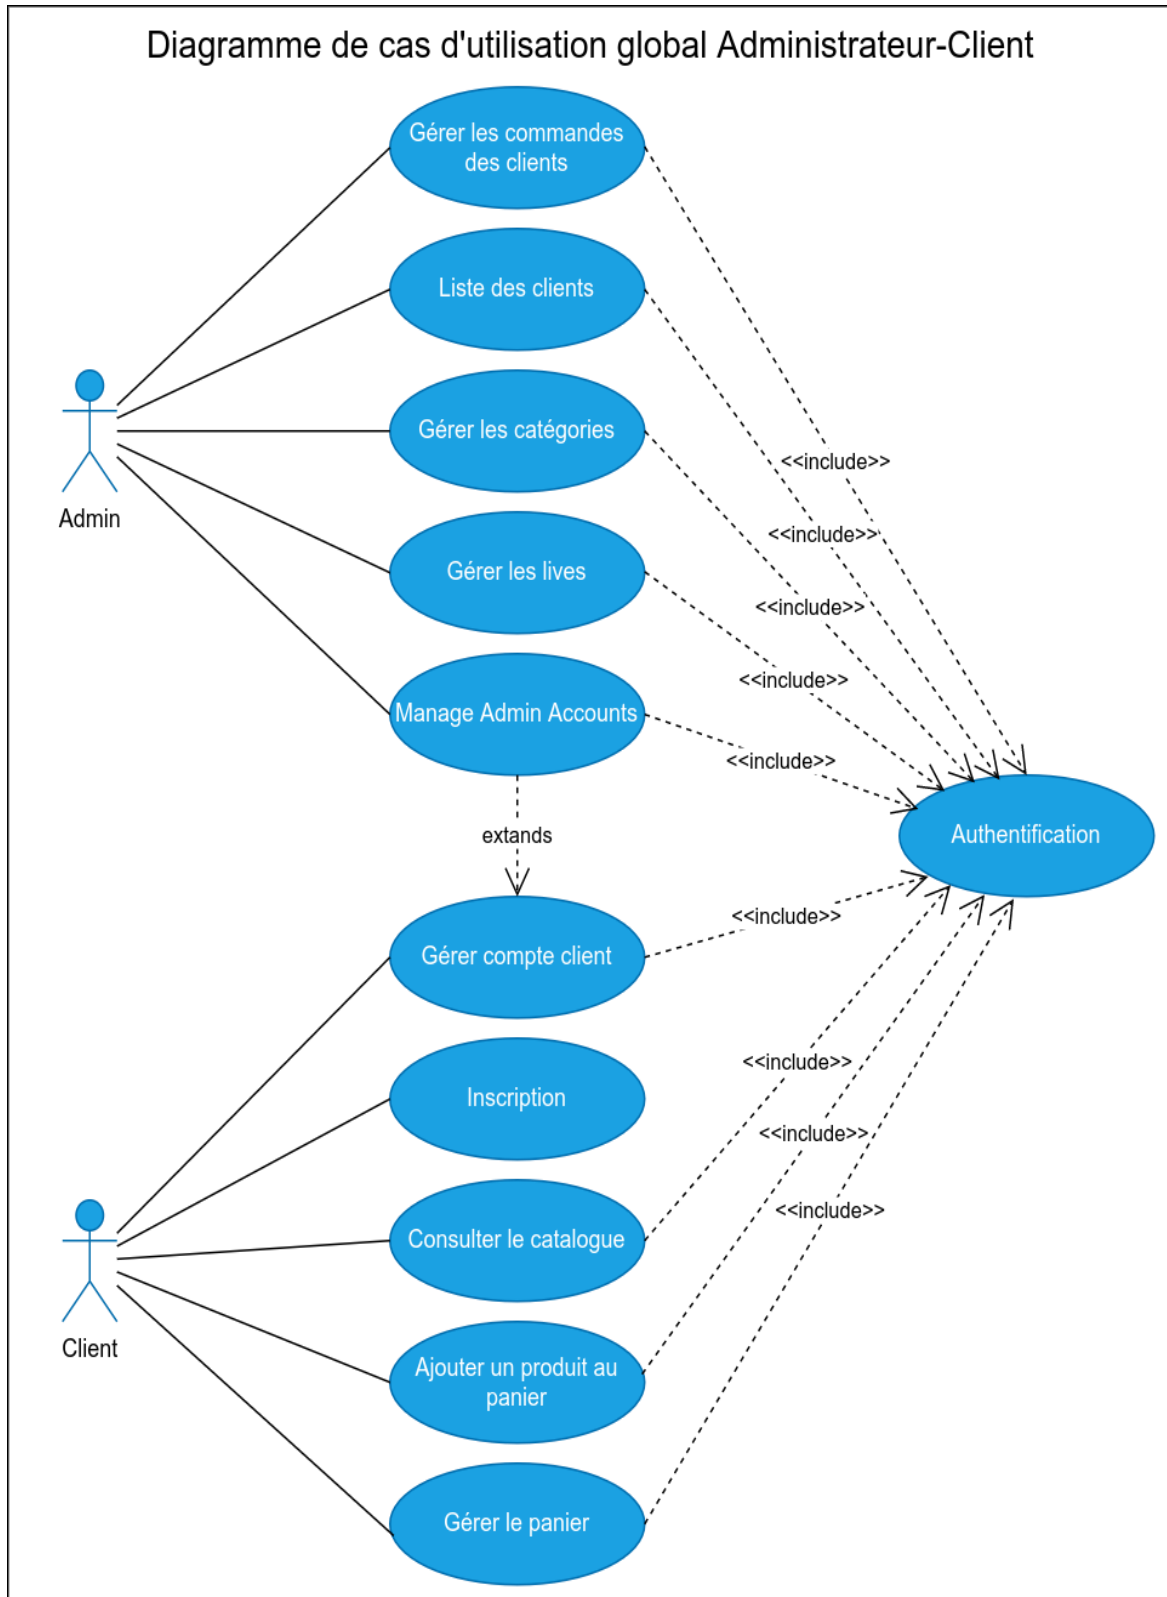 Diagramme de cas d'utilisation global Administrateur-Client
Gérer les commandes
des clients
Liste des clients
Gérer les catégories
<<include>>
Admin
<<include>>
Gérer les lives
<<include>>
<<include>>
Manage Admin Accounts
<<include>>
extands
Authentification
<<include>>
Gérer compte client
<<include>>
Inscription
<<include>>
<<include>>
Consulter le catalogue
Client
Ajouter un produit au
panier
Gérer le panier